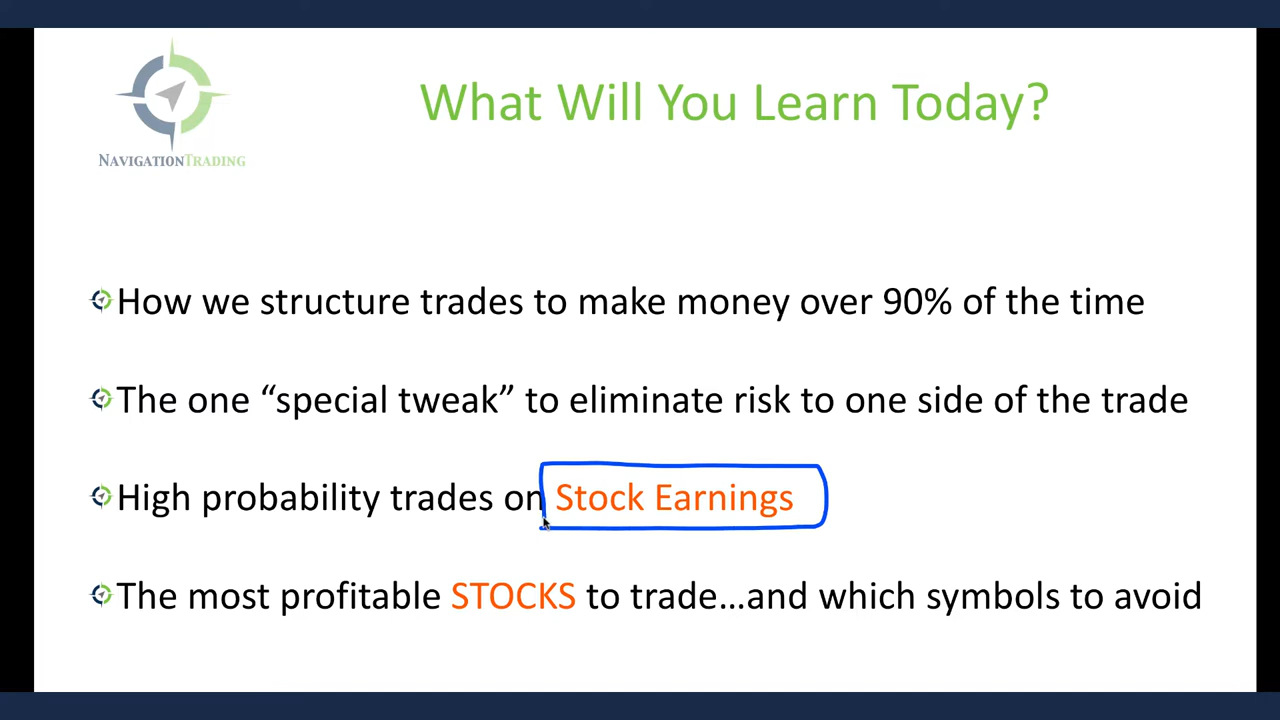 NAVIGATIONTRADING
What Will You Learn Today?
How we structure trades to make money over 90% of the time
The one “special tweak” to eliminate risk to one side of the trade
High probability trades on Stock Earnings
The most profitable STOCKS to trade...and which symbols to avoid